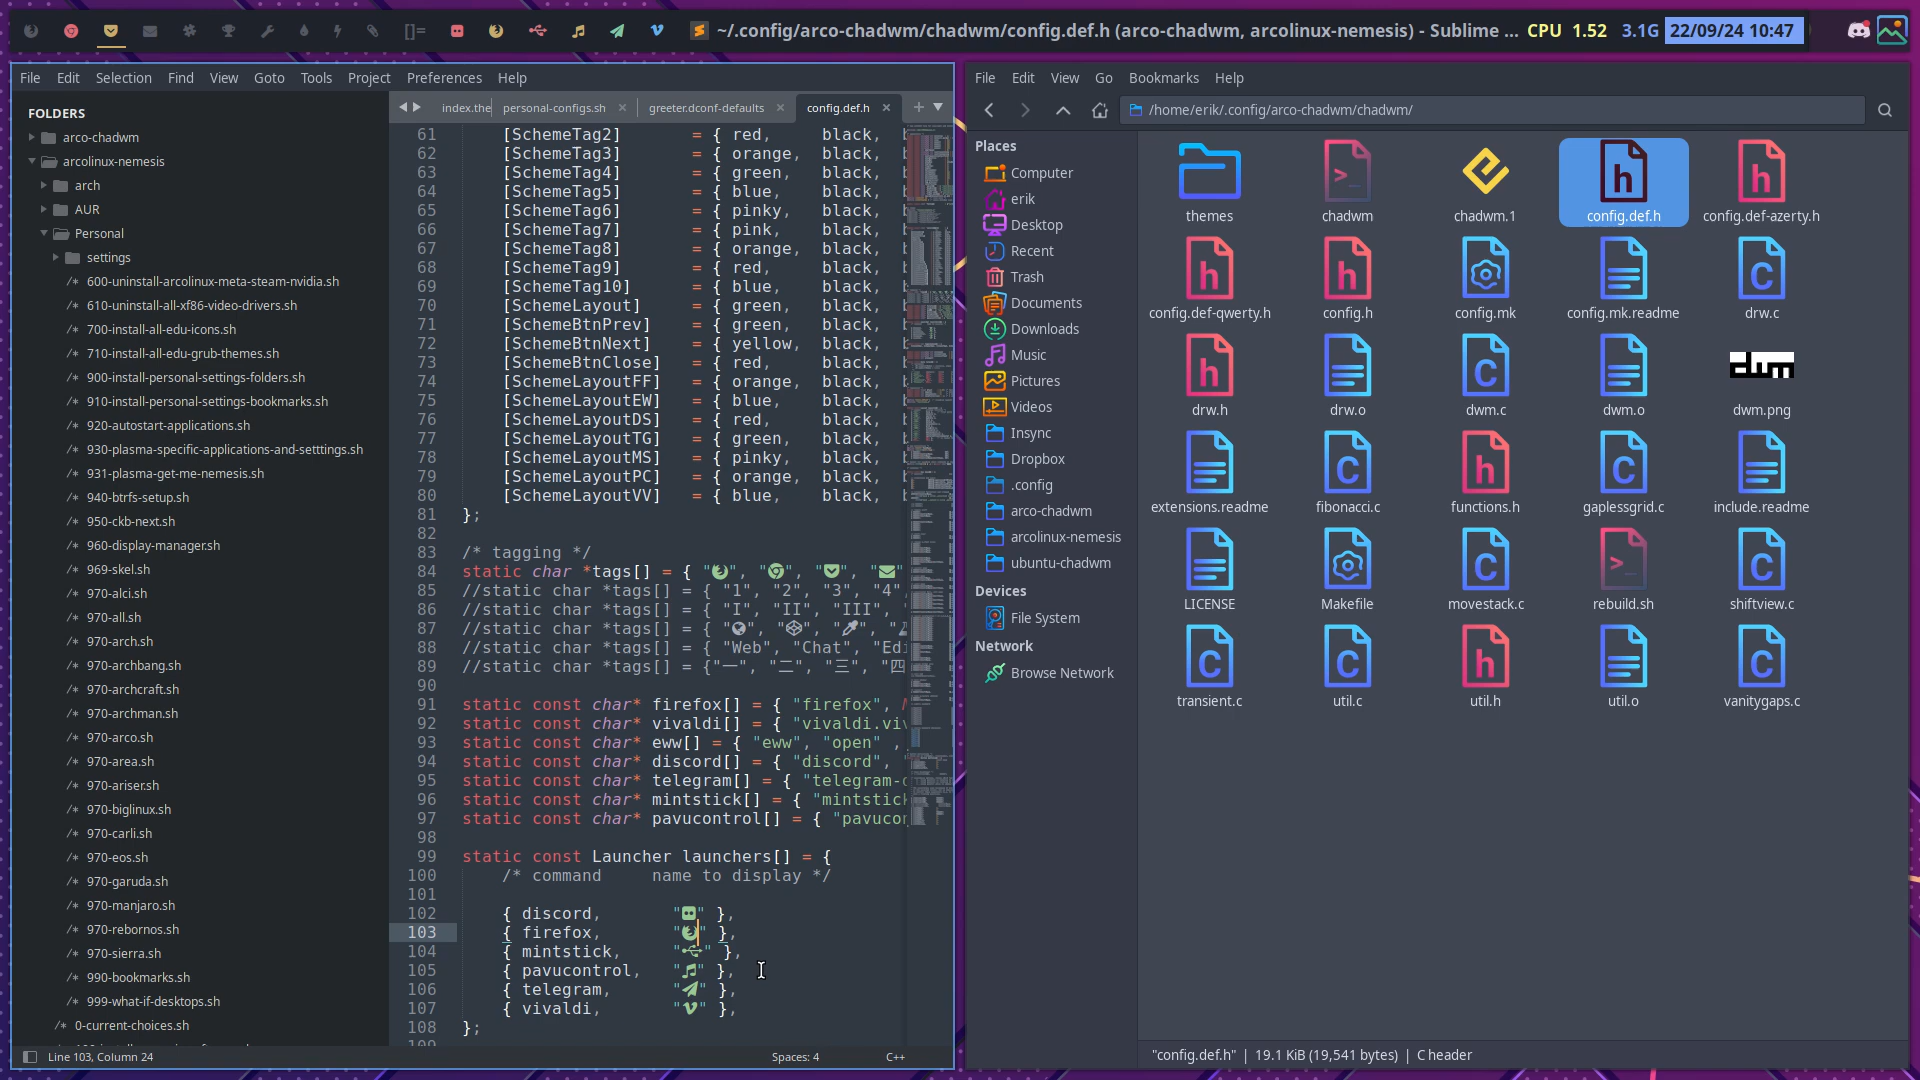 []=
~/.config/arco-chadwm/chadwm/config.def.h (arco-chadwm, arcolinux-nemesis) - Sublime ...
CPU 1.52 3.1G 22/09/24 10:47
File Edit Selection Find View Goto Tools Project Preferences Help
FOLDERS
arco-chadwm
arcolinux-nemesis
arch
AUR
Personal
settings
/* 600-uninstall-arcolinux-meta-steam-nvidia.sh
/* 610-uninstall-all-xf86-video-drivers.sh
/* 700-install-all-edu-icons.sh
/* 710-install-all-edu-grub-themes.sh
/* 900-install-personal-settings-folders.sh
/* 910-install-personal-settings-bookmarks.sh
/* 920-autostart-applications.sh
/* 930-plasma-specific-applications-and-setttings.sh
/* 931-plasma-get-me-nemesis.sh
/* 940-btrfs-setup.sh
/* 950-ckb-next.sh
/* 960-display-manager.sh
/* 969-skel.sh
/* 970-alci.sh
/* 970-all.sh
/* 970-arch.sh
/* 970-archbang.sh
/* 970-archcraft.sh
/* 970-archman.sh
/* 970-arco.sh
/* 970-area.sh
/* 970-ariser.sh
/* 970-biglinux.sh
/* 970-carli.sh
/* 970-eos.sh
/* 970-garuda.sh
/* 970-manjaro.sh
/* 970-rebornos.sh
/* 970-sierra.sh
/* 990-bookmarks.sh
/* 999-what-if-desktops.sh
/* 0-current-choices.sh
index.the personal-configs.sh × greeter.dconf-defaults × config.def.h × +
61 [SchemeTag2] = { red, black,
62 [SchemeTag3] = { orange, black,
63 [SchemeTag4] = { green, black,
64 [SchemeTag5] = { blue, black,
65 [SchemeTag6] = { pinky, black,
66 [SchemeTag7] = { pink, black,
67 [SchemeTag8] = { orange, black,
68 [SchemeTag9] = { red, black,
69 [SchemeTag10] = { blue, black,
70 [SchemeLayout] = { green, black,
71 [SchemeBtnPrev] = { green, black,
72 [SchemeBtnNext] = { yellow, black,
73 [SchemeBtnClose] = { red, black,
74 [SchemeLayoutFF] = { orange, black,
75 [SchemeLayoutEW] = { blue, black,
76 [SchemeLayoutDS] = { red, black,
77 [SchemeLayoutTG] = { green, black,
78 [SchemeLayoutMS] = { pinky, black,
79 [SchemeLayoutPC] = { orange, black,
80 [SchemeLayoutVV] = { blue, black,
81 };
82
83 /* tagging */
84 static char *tags[] = { "", "", "", ""
85 //static char *tags[] = { "1", "2", "3", "4"
86 //static char *tags[] = { "I", "II", "III",
87 //static char *tags[] = { "", "", "",
88 //static char *tags[] = { "Web", "Chat", "Edi
89 //static char *tags[] = {"一", "二", "三", "四
90
91 static const char* firefox[] = { "firefox",
92 static const char* vivaldi[] = { "vivaldi.viv
93 static const char* eww[] = { "eww", "open" ,
94 static const char* discord[] = { "discord",
95 static const char* telegram[] = { "telegram-
96 static const char* mintstick[] = { "mintstick
97 static const char* pavucontrol[] = { "pavucon
98
99 static const Launcher launchers[] = {
100 /* command name to display */
101
102 { discord, "" },
103 { firefox, "" },
104 { mintstick, "" },
105 { pavucontrol, "" },
106 { telegram, "" },
107 { vivaldi, "" },
108 };
Line 103, Column 24 Spaces: 4 C++
File Edit View Go Bookmarks Help
/home/erik/.config/arco-chadwm/chadwm/
Places
Computer
erik
Desktop
Recent
Trash
Documents
Downloads
Music
Pictures
Videos
Insync
Dropbox
.config
arco-chadwm
arcolinux-nemesis
ubuntu-chadwm
Devices
File System
Network
Browse Network
themes chadwm chadwm.1 config.def.h config.def-azerty.h
config.def-qwerty.h config.h config.mk config.mk.readme drw.c
drw.h drw.o dwm.c dwm.o dwm.png
extensions.readme fibonacci.c functions.h gaplessgrid.c include.readme
LICENSE Makefile movestack.c rebuild.sh shiftview.c
transient.c util.c util.h util.o vanitygaps.c
"config.def.h" | 19.1 KiB (19,541 bytes) | C header